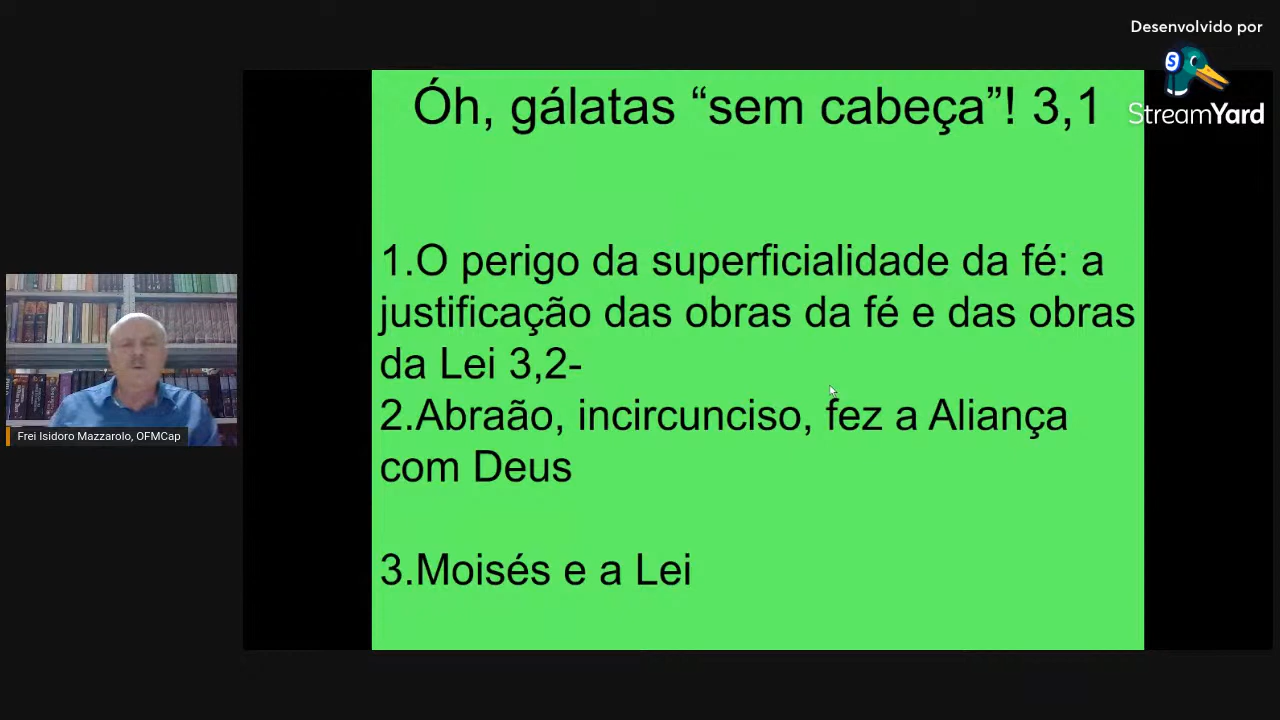 Desenvolvido por
StreamYard
Óh, gálatas “sem cabeça”! 3,1
1.O perigo da superficialidade da fé: a
justificação das obras da fé e das obras
da Lei 3,2-
2.Abraão, incircunciso, fez a Aliança
com Deus
3.Moisés e a Lei
Frei Isidoro Mazzarolo, OFMCap